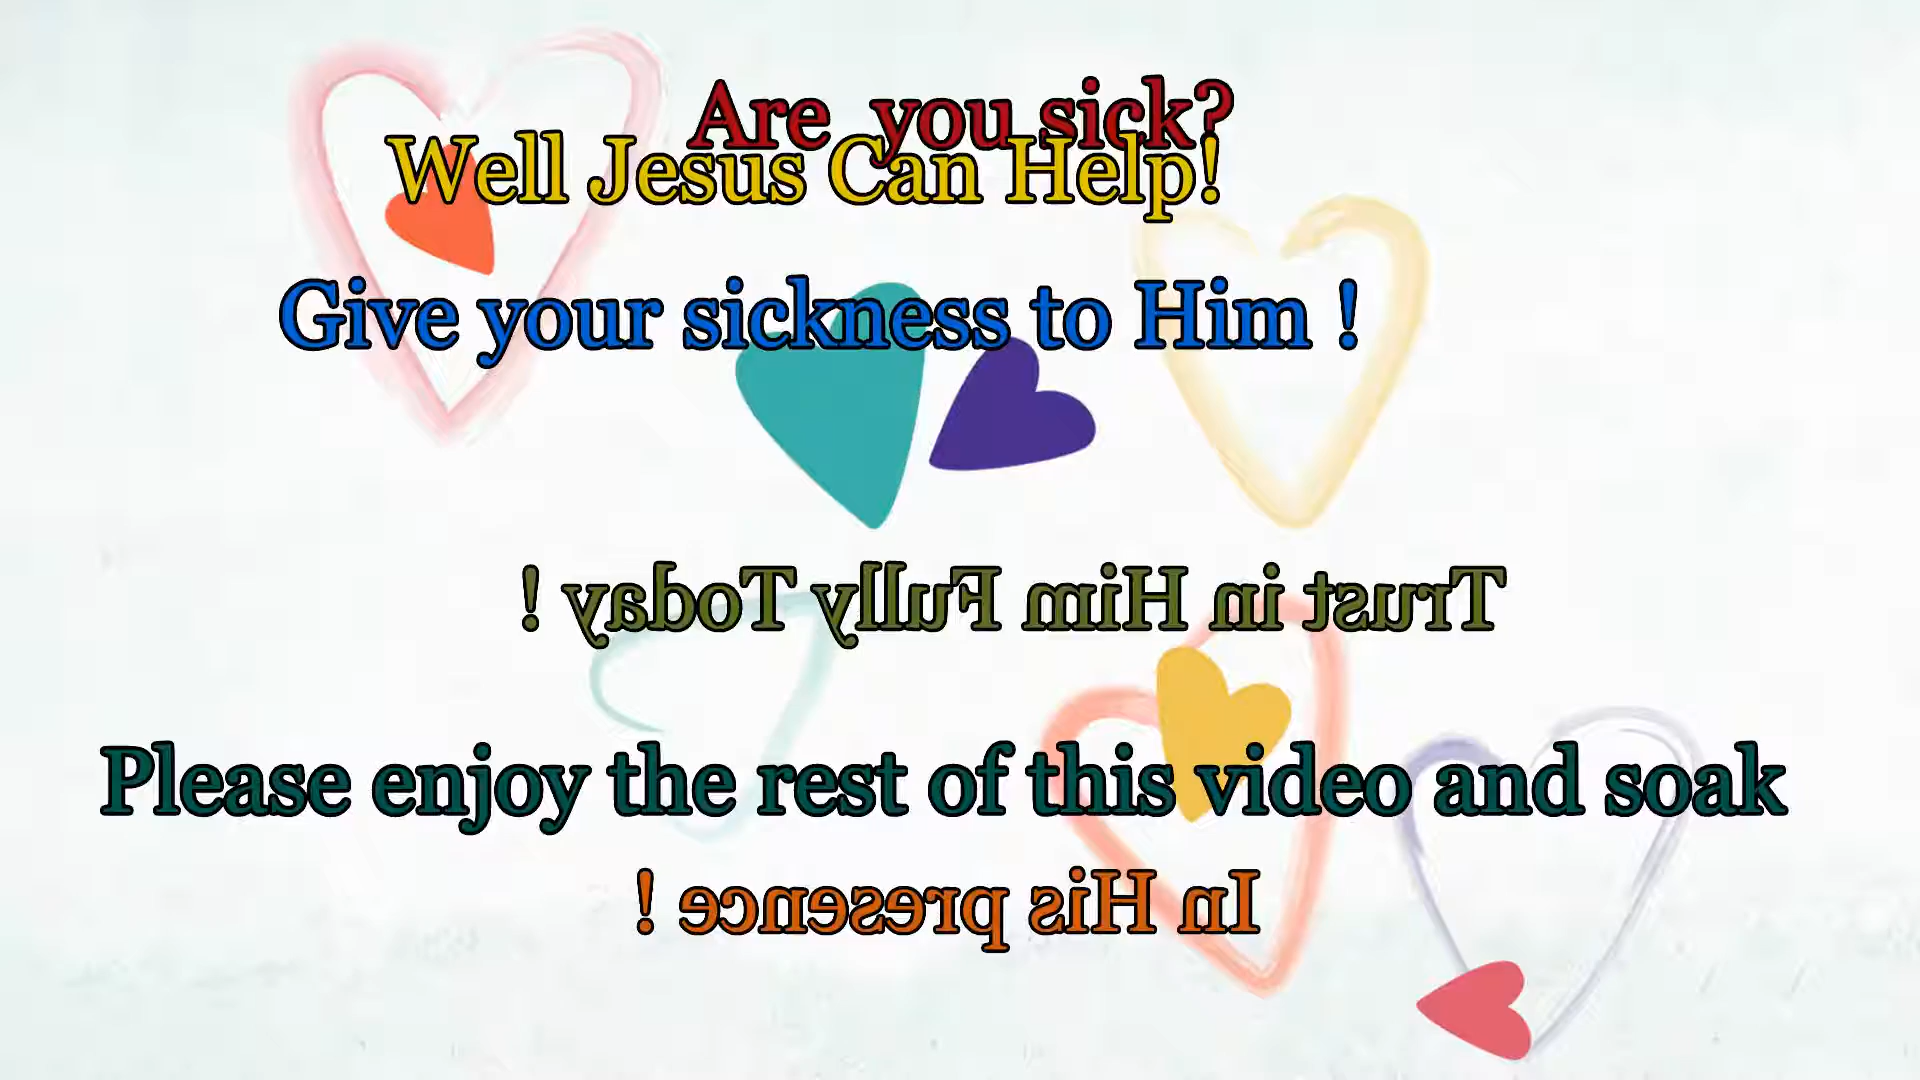 Are you sick?
Well Jesus Can Help!
Give your sickness to Him !
Trust in Him Fully Today !
Please enjoy the rest of this video and soak
In His presence !